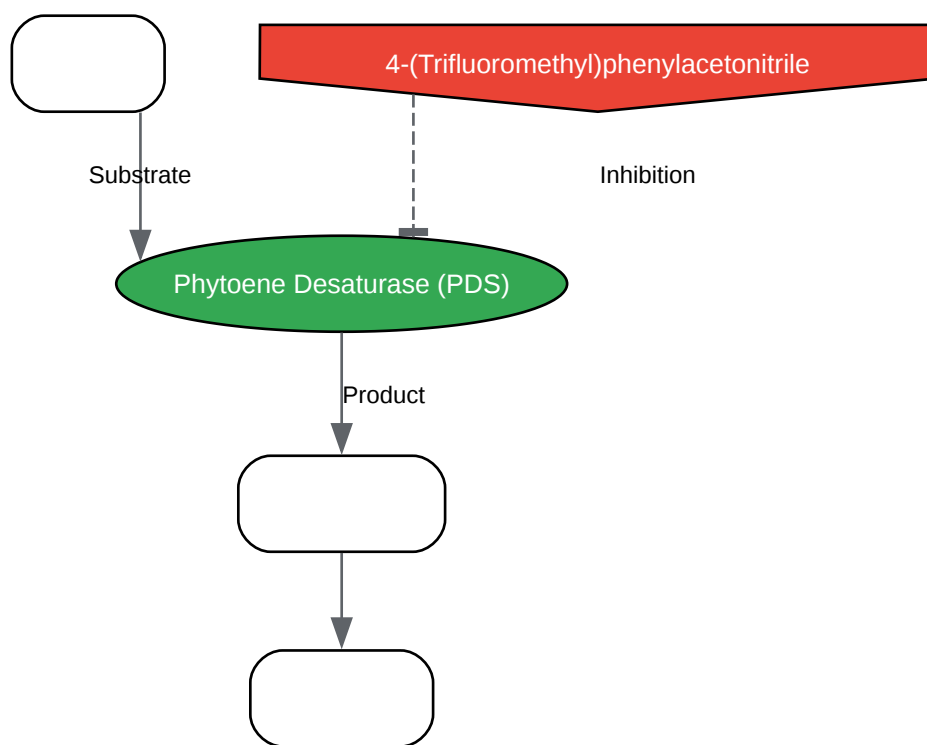 4-(Trifluoromethyl)phenylacetonitrile
Substrate
Inhibition
Phytoene Desaturase (PDS)
Product